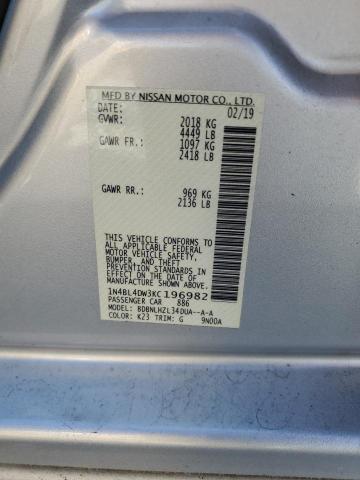 MFD BY NISSAN MOTOR CO., LTD.
DATE: 02/19
GVWR: 2018 KG
4449 LB
GAWR FR.: 1097 KG
2418 LB
GAWR RR.: 969 KG
2136 LB
THIS VEHICLE CONFORMS TO
ALL APPLICABLE FEDERAL
MOTOR VEHICLE SAFETY,
BUMPER, AND THEFT
PREVENTION STANDARDS
IN EFFECT ON THE DATE OF
MANUFACTURE SHOWN ABOVE.
1N4BL4DW3KC196982
PASSENGER CAR 886
MODEL: BDBNLHZL34DUA--A-A
COLOR: K23 TRIM: G 9N00A